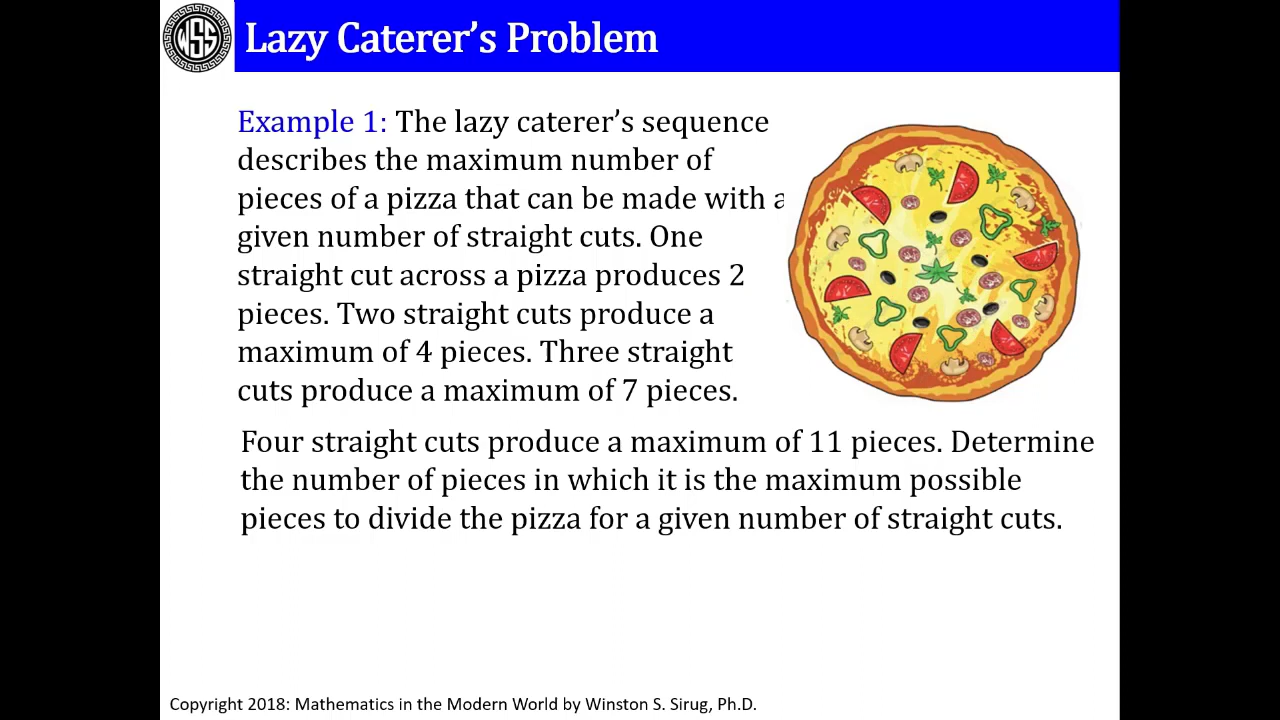 WSS
Lazy Caterer's Problem
Example 1: The lazy caterer's sequence
describes the maximum number of
pieces of a pizza that can be made with a
given number of straight cuts. One
straight cut across a pizza produces 2
pieces. Two straight cuts produce a
maximum of 4 pieces. Three straight
cuts produce a maximum of 7 pieces.
Four straight cuts produce a maximum of 11 pieces. Determine
the number of pieces in which it is the maximum possible
pieces to divide the pizza for a given number of straight cuts.
Copyright 2018: Mathematics in the Modern World by Winston S. Sirug, Ph.D.